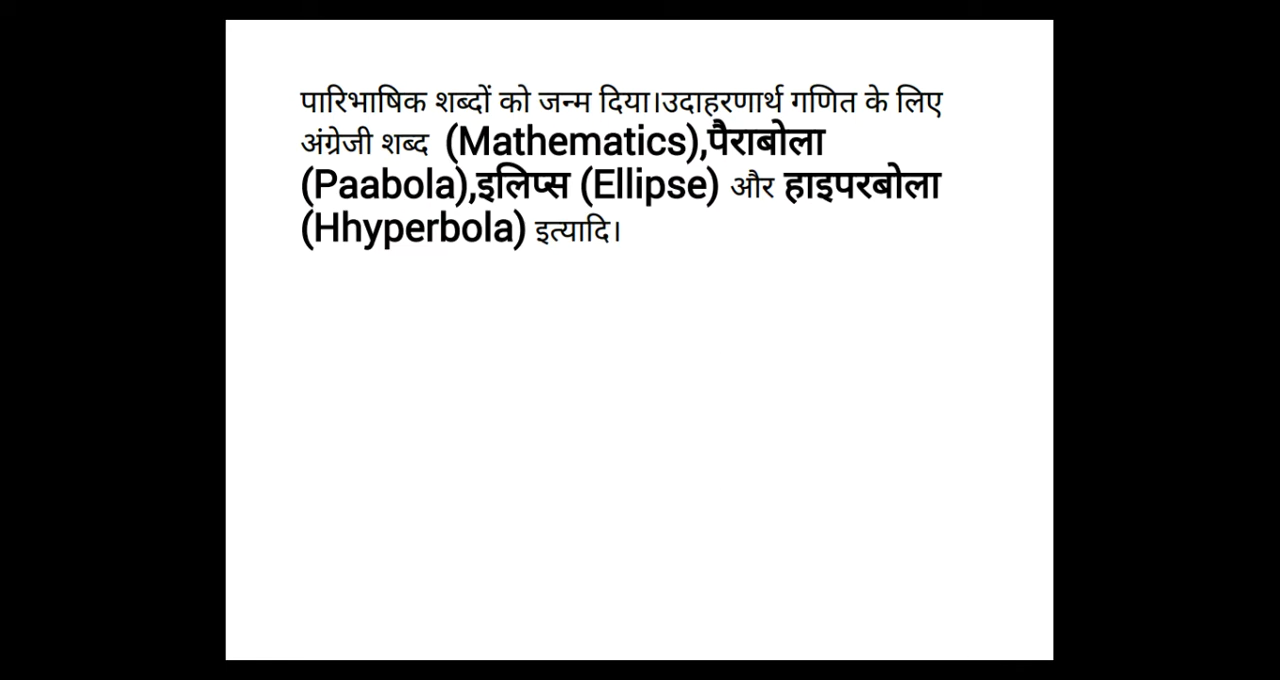 पारिभाषिक शब्दों को जन्म दिया।उदाहरणार्थ गणित के लिए
अंग्रेजी शब्द (Mathematics),पैराबोला
(Paabola),इलिप्स (Ellipse) और हाइपरबोला
(Hhyperbola) इत्यादि।